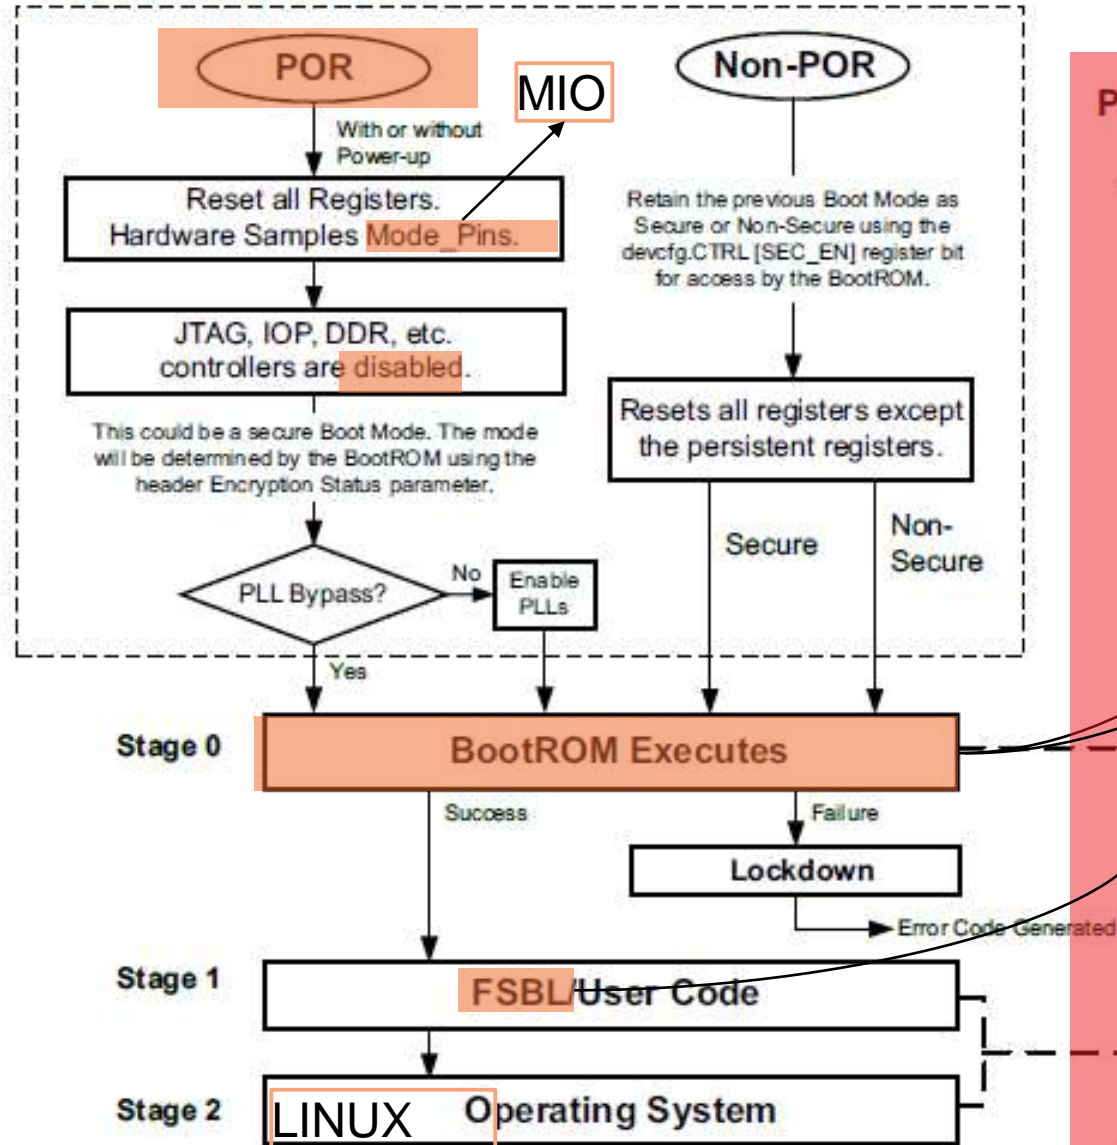 POR
Non-POR
MIO
With or without
Power-up
Reset all Registers.
Hardware Samples Mode_Pins.
Retain the previous Boot Mode as
Secure or Non-Secure using the
devcfg.CTRL [SEC_EN] register bit
for access by the BootROM.
JTAG, IOP, DDR, etc.
controllers are disabled.
Resets all registers except
the persistent registers.
This could be a secure Boot Mode. The mode
will be determined by the BootROM using the
header Encryption Status parameter.
Secure
Non-
Secure
PLL Bypass?
No
Enable
PLLs
Yes
Stage 0
BootROM Executes
Success
Failure
Lockdown
Error Code Generated
Stage 1
FSBL/User Code
Stage 2
LINUX
Operating System
P